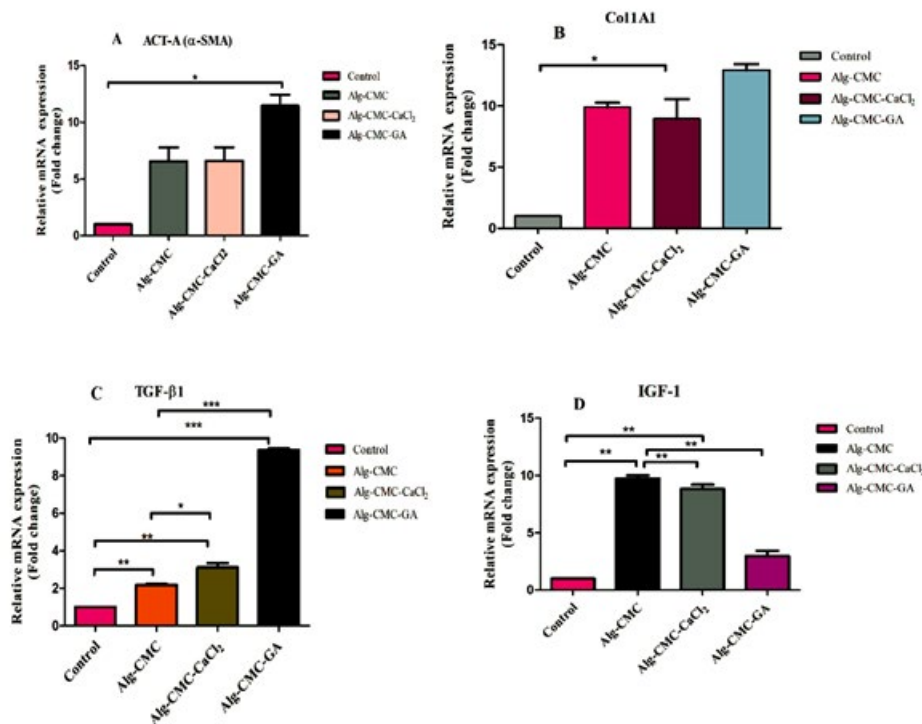 A
ACT-A (α-SMA)
Relative mRNA expression
(Fold change)
15
10
5
0
*
Control
Alg-CMC
Alg-CMC-CaCl2
Alg-CMC-GA
Control
Alg-CMC
Alg-CMC-CaCl₂
Alg-CMC-GA
Col1A1
B
Relative mRNA expression
(Fold change)
15
10
5
0
*
Control
Alg-CMC
Alg-CMC-CaCl₂
Alg-CMC-GA
Control
Alg-CMC
Alg-CMC-CaCl₂
Alg-CMC-GA
C
TGF-β1
Relative mRNA expression
(Fold change)
10
8
6
4
2
0
***
***
*
**
**
Control
Alg-CMC
Alg-CMC-CaCl₂
Alg-CMC-GA
Control
Alg-CMC
Alg-CMC-CaCl₂
Alg-CMC-GA
IGF-1
D
Relative mRNA expression
(Fold change)
15
10
5
0
**
**
**
**
Control
Alg-CMC
Alg-CMC-CaCl₂
Alg-CMC-GA
Control
Alg-CMC
Alg-CMC-CaCl₂
Alg-CMC-GA